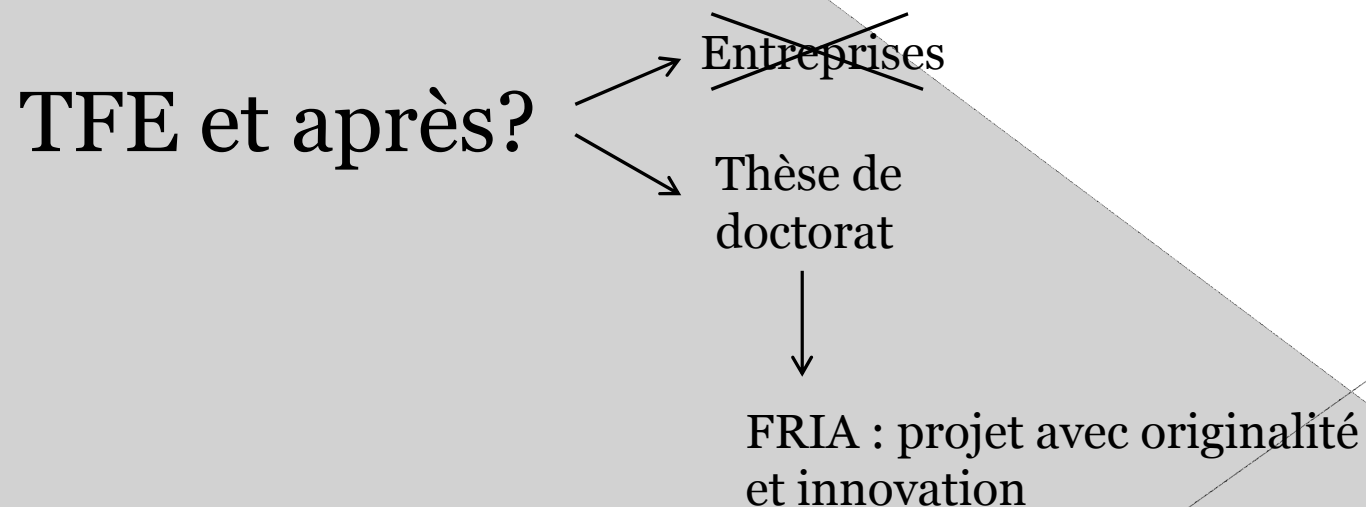 Entreprises
TFE et après?
Thèse de
doctorat
FRIA : projet avec originalité
et innovation